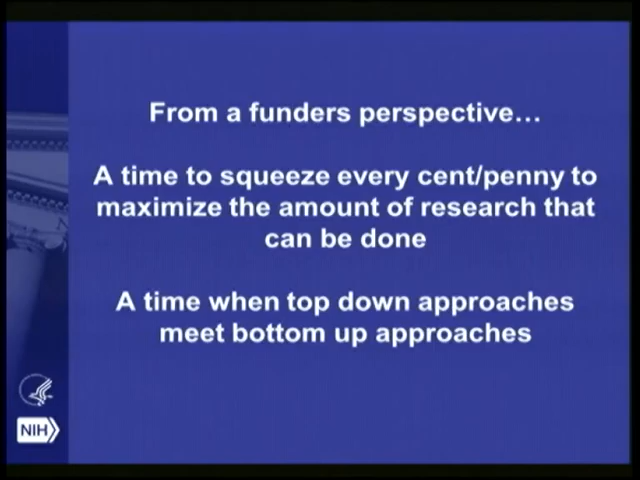 From a funders perspective…
A time to squeeze every cent/penny to
maximize the amount of research that
can be done
A time when top down approaches
meet bottom up approaches
NIH